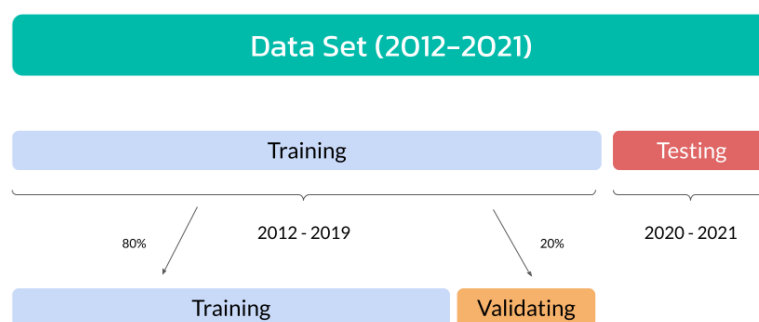 Data Set (2012-2021)
Training
Testing
2012 - 2019
2020 - 2021
80%
20%
Training
Validating